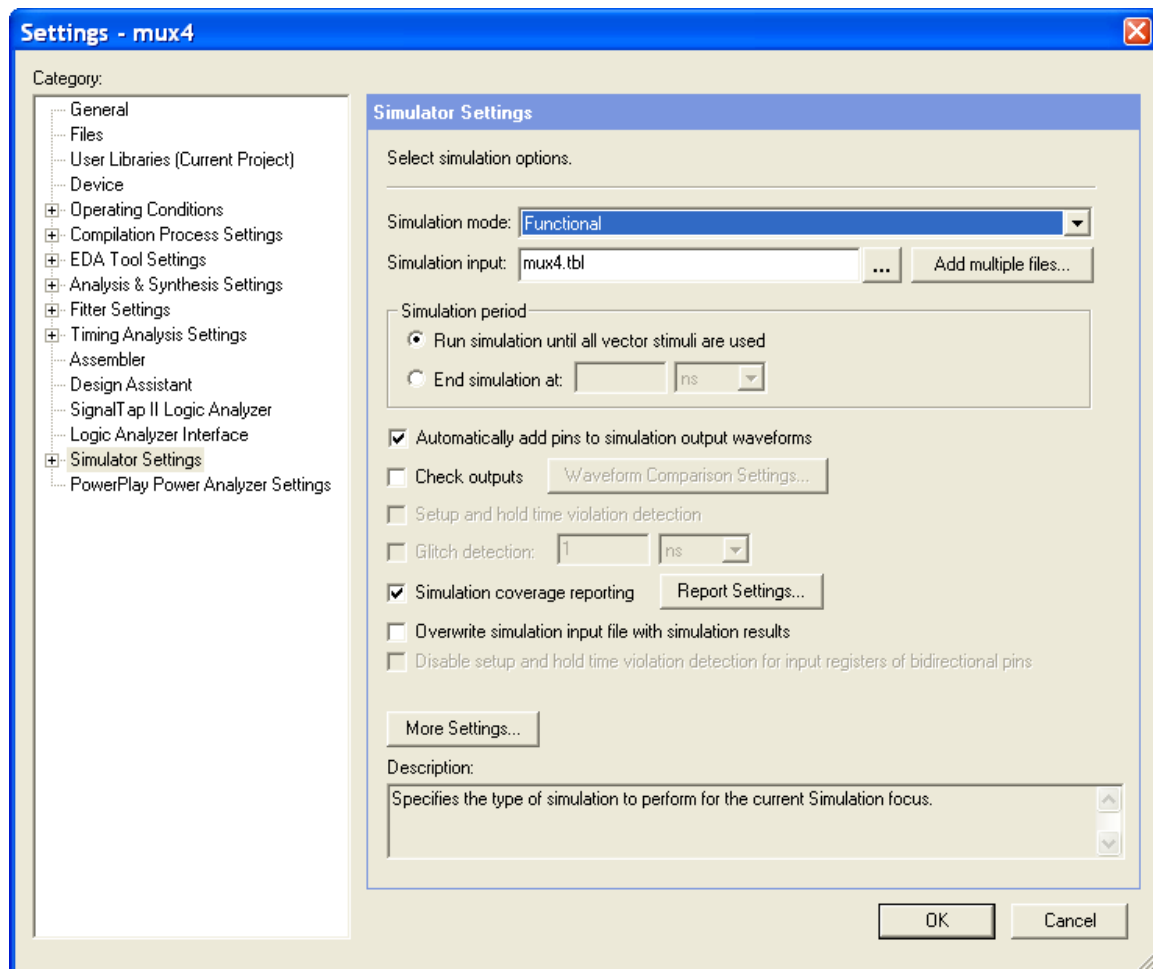 Settings - mux4
Category:
General
Files
User Libraries (Current Project)
Device
Operating Conditions
Compilation Process Settings
EDA Tool Settings
Analysis & Synthesis Settings
Fitter Settings
Timing Analysis Settings
Assembler
Design Assistant
SignalTap II Logic Analyzer
Logic Analyzer Interface
Simulator Settings
PowerPlay Power Analyzer Settings
Simulator Settings
Select simulation options.
Simulation mode: Functional
Simulation input: mux4.tbl ... Add multiple files...
Simulation period
Run simulation until all vector stimuli are used
End simulation at: ns
Automatically add pins to simulation output waveforms
Check outputs Waveform Comparison Settings...
Setup and hold time violation detection
Glitch detection: 1 ns
Simulation coverage reporting Report Settings...
Overwrite simulation input file with simulation results
Disable setup and hold time violation detection for input registers of bidirectional pins
More Settings...
Description:
Specifies the type of simulation to perform for the current Simulation focus.
OK Cancel